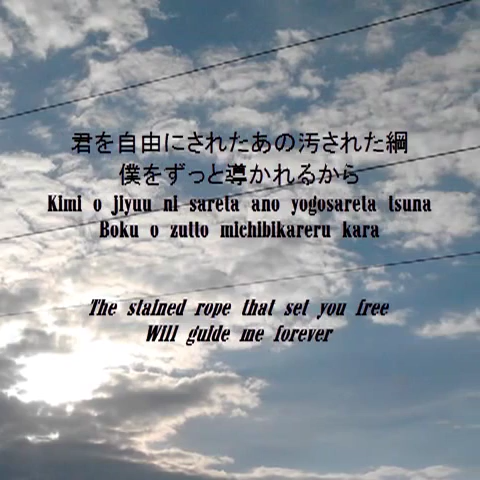 君を自由にされたあの汚された綱
僕をずっと導かれるから
Kimi o jiyuu ni sareta ano yogosareta tsuna
Boku o zutto michibikareru kara
The stained rope that set you free
Will guide me forever